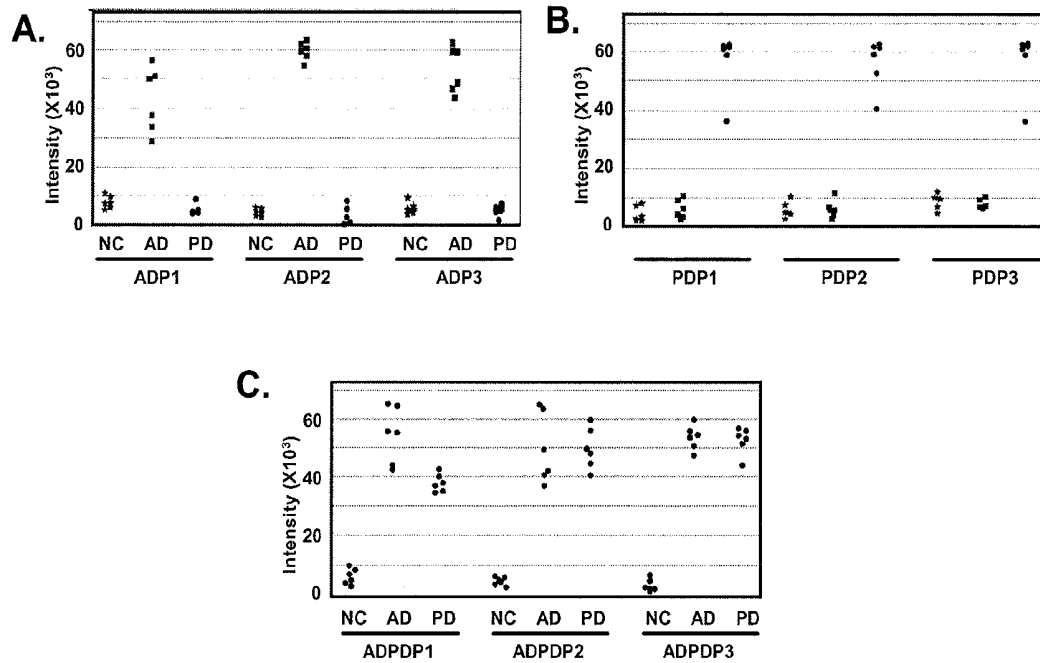 A.
Intensity (X10³)
60
40
20
0
NC AD PD NC AD PD NC AD PD
ADP1 ADP2 ADP3
B.
Intensity (X10³)
60
40
20
0
PDP1 PDP2 PDP3
C.
Intensity (X10³)
60
40
20
0
NC AD PD NC AD PD NC AD PD
ADPDP1 ADPDP2 ADPDP3